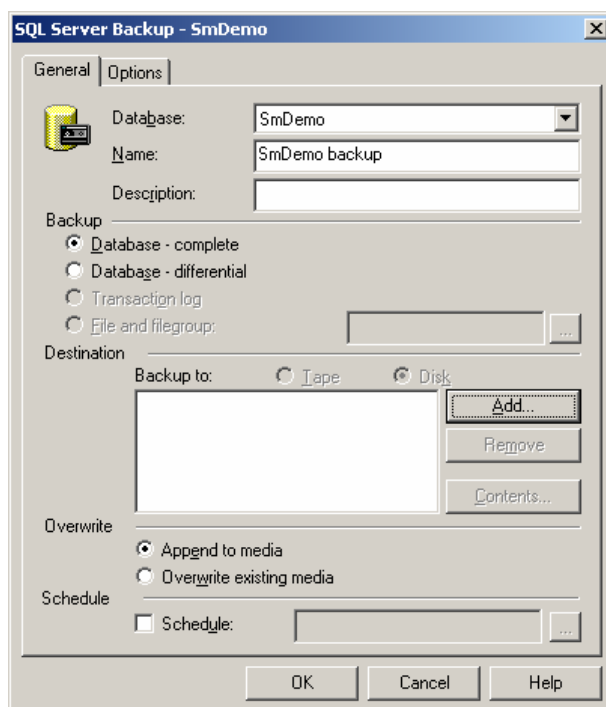 SQL Server Backup - SmDemo
General Options
Database: SmDemo
Name: SmDemo backup
Description:
Backup
Database - complete
Database - differential
Transaction log
File and filegroup: ...
Destination
Backup to: Tape Disk
Add...
Remove
Contents...
Overwrite
Append to media
Overwrite existing media
Schedule
Schedule: ...
OK Cancel Help